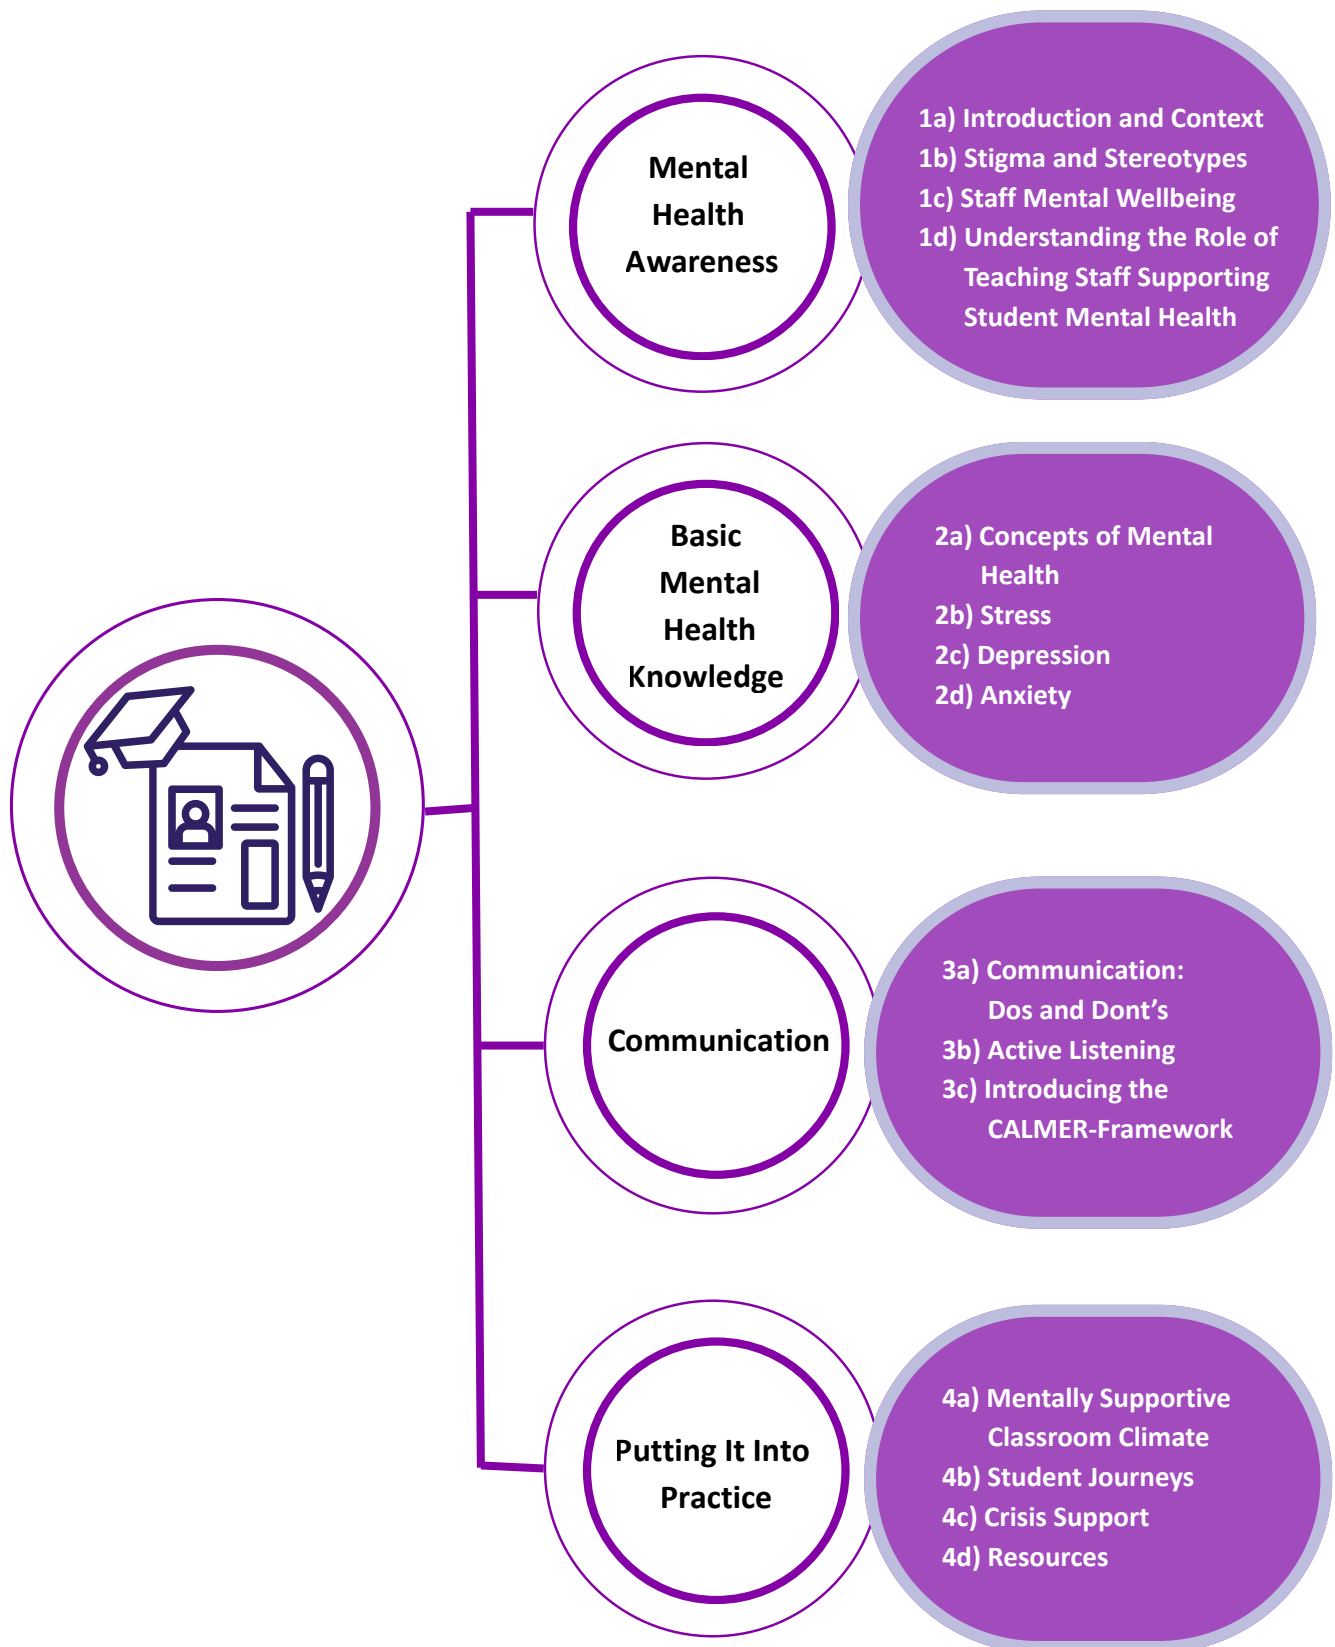 Mental
Health
Awareness
1a) Introduction and Context
1b) Stigma and Stereotypes
1c) Staff Mental Wellbeing
1d) Understanding the Role of
Teaching Staff Supporting
Student Mental Health
Basic
Mental
Health
Knowledge
2a) Concepts of Mental
Health
2b) Stress
2c) Depression
2d) Anxiety
Communication
3a) Communication:
Dos and Dont’s
3b) Active Listening
3c) Introducing the
CALMER-Framework
Putting It Into
Practice
4a) Mentally Supportive
Classroom Climate
4b) Student Journeys
4c) Crisis Support
4d) Resources